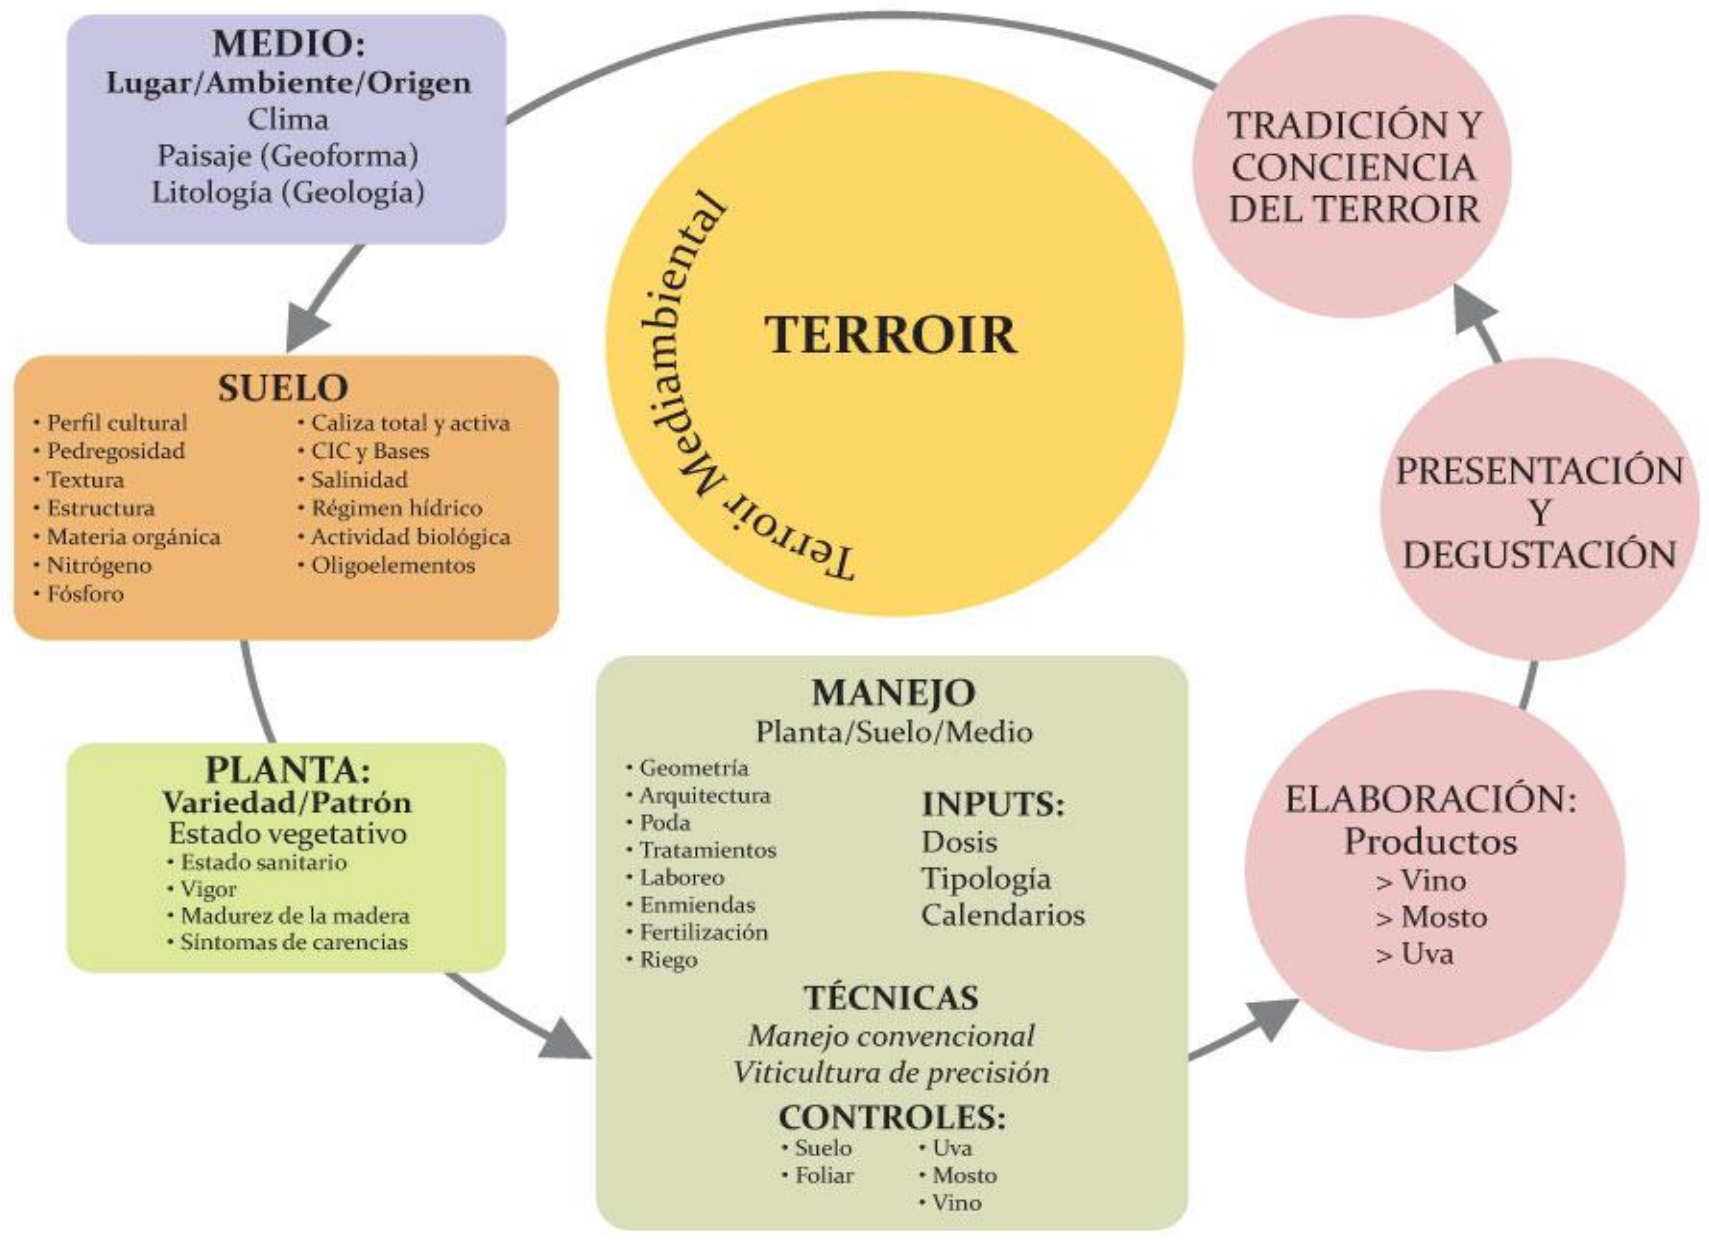 MEDIO:
Lugar/Ambiente/Origen
Clima
Paisaje (Geoforma)
Litología (Geología)
SUELO
• Perfil cultural
• Pedregosidad
• Textura
• Estructura
• Materia orgánica
• Nitrógeno
• Fósforo
• Caliza total y activa
• CIC y Bases
• Salinidad
• Régimen hídrico
• Actividad biológica
• Oligoelementos
PLANTA:
Variedad/Patrón
Estado vegetativo
• Estado sanitario
• Vigor
• Madurez de la madera
• Síntomas de carencias
TERROIR
Terroir Mediambiental
MANEJO
Planta/Suelo/Medio
• Geometría
• Arquitectura
• Poda
• Tratamientos
• Laboreo
• Enmiendas
• Fertilización
• Riego
INPUTS:
Dosis
Tipología
Calendarios
TÉCNICAS
Manejo convencional
Viticultura de precisión
CONTROLES:
• Suelo
• Foliar
• Uva
• Mosto
• Vino
ELABORACIÓN:
Productos
> Vino
> Mosto
> Uva
PRESENTACIÓN
Y
DEGUSTACIÓN
TRADICIÓN Y
CONCIENCIA
DEL TERROIR